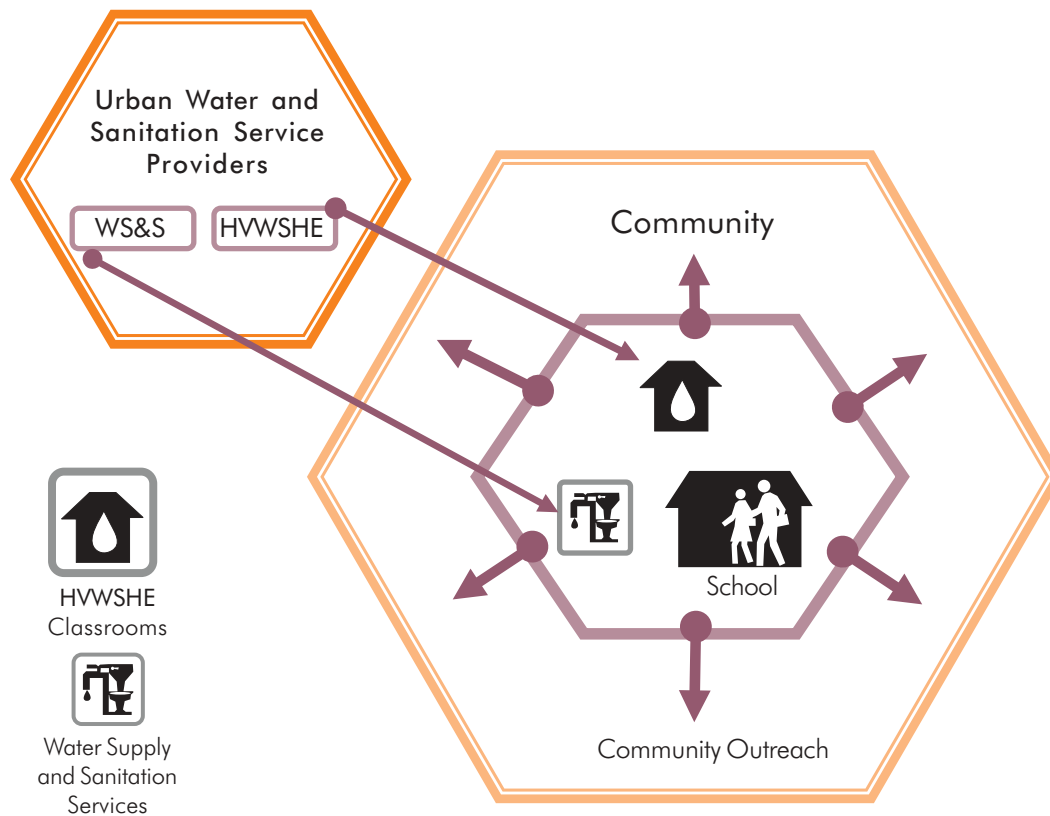 Urban Water and
Sanitation Service
Providers
WS&S
HVWSHE
Community
School
Community Outreach
HVWSHE
Classrooms
Water Supply
and Sanitation
Services